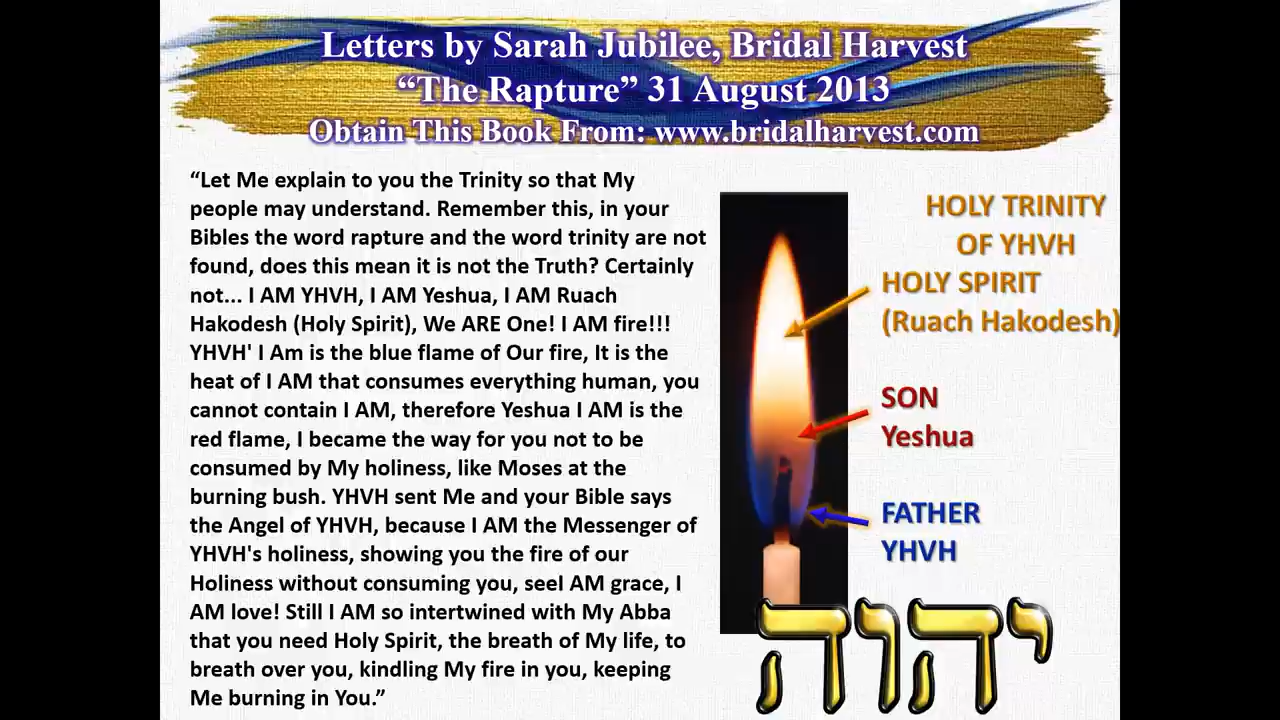 Letters by Sarah Jubilee, Bridal Harvest
“The Rapture” 31 August 2013
Obtain This Book From: www.bridalharvest.com
“Let Me explain to you the Trinity so that My
people may understand. Remember this, in your
Bibles the word rapture and the word trinity are not
found, does this mean it is not the Truth? Certainly
not... I AM YHVH, I AM Yeshua, I AM Ruach
Hakodesh (Holy Spirit), We ARE One! I AM fire!!!
YHVH' I Am is the blue flame of Our fire, It is the
heat of I AM that consumes everything human, you
cannot contain I AM, therefore Yeshua I AM is the
red flame, I became the way for you not to be
consumed by My holiness, like Moses at the
burning bush. YHVH sent Me and your Bible says
the Angel of YHVH, because I AM the Messenger of
YHVH's holiness, showing you the fire of our
Holiness without consuming you, seeI AM grace, I
AM love! Still I AM so intertwined with My Abba
that you need Holy Spirit, the breath of My life, to
breath over you, kindling My fire in you, keeping
Me burning in You.”
HOLY TRINITY
OF YHVH
HOLY SPIRIT
(Ruach Hakodesh)
SON
Yeshua
FATHER
YHVH
יהוה